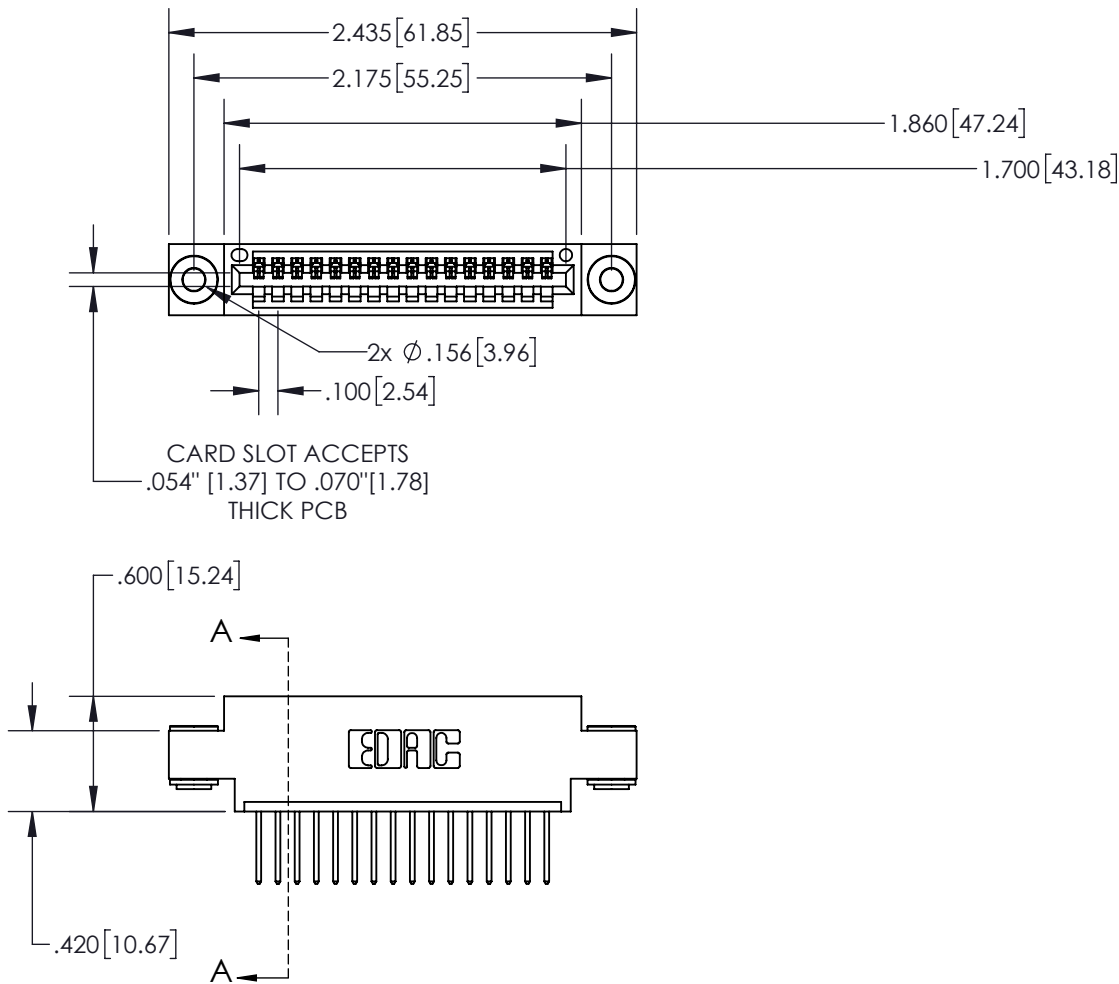 2.435[61.85]
2.175[55.25]
1.860[47.24]
1.700[43.18]
2x ⌀.156[3.96]
.100[2.54]
CARD SLOT ACCEPTS
.054" [1.37] TO .070"[1.78]
THICK PCB
.600[15.24]
A
EDAC
.420[10.67]
A